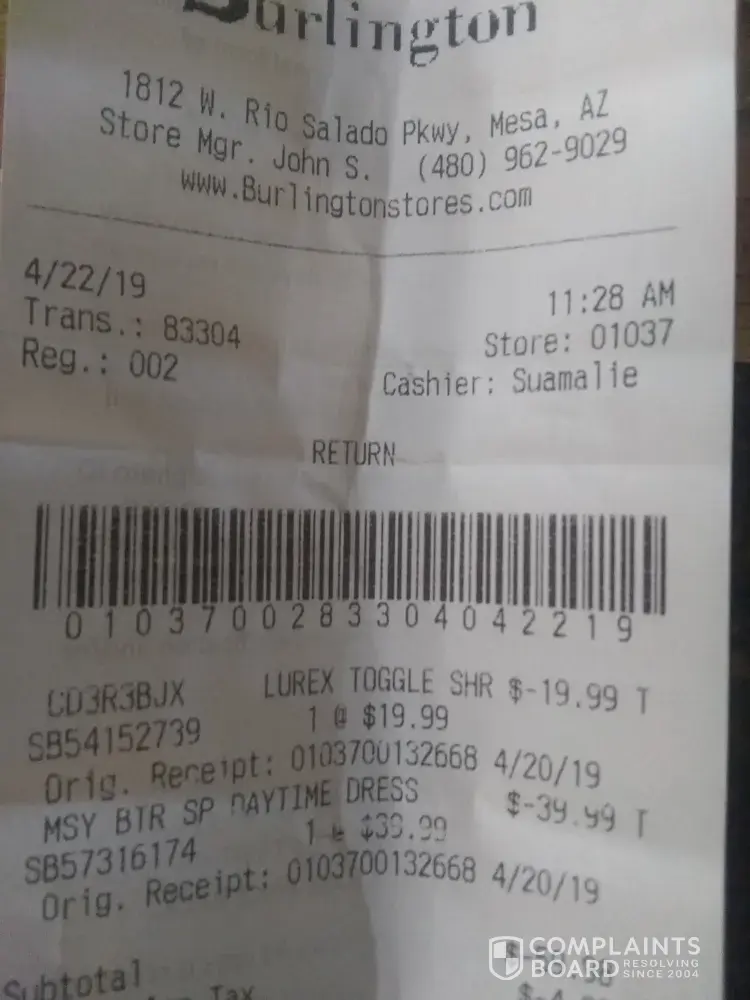 Burlington
1812 W. Rio Salado Pkwy, Mesa, AZ
Store Mgr. John S. (480) 962-9029
www.Burlingtonstores.com
4/22/19 11:28 AM
Trans.: 83304 Store: 01037
Reg.: 002 Cashier: Suamalie
RETURN
0103700283304042219
CD3R3BJX LUREX TOGGLE SHR $-19.99 T
SB54152739 1 @ $19.99
Orig. Receipt: 0103700132668 4/20/19
MSY BTR SP DAYTIME DRESS $-39.99 T
SB57316174 1 @ $39.99
Orig. Receipt: 0103700132668 4/20/19
Subtotal
Tax
COMPLAINTS
BOARD RESOLVING
SINCE 2004